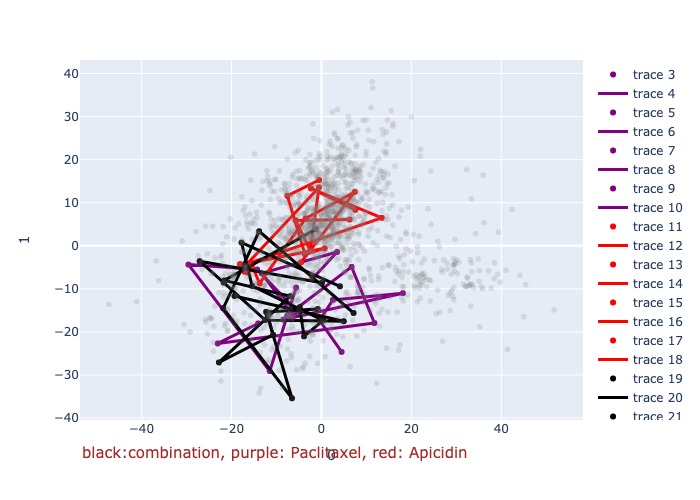 40
30
20
10
0
−10
−20
−30
−40
1
−40
−20
0
20
40
0
black:combination, purple: Paclitaxel, red: Apicidin
trace 3
trace 4
trace 5
trace 6
trace 7
trace 8
trace 9
trace 10
trace 11
trace 12
trace 13
trace 14
trace 15
trace 16
trace 17
trace 18
trace 19
trace 20
trace 21